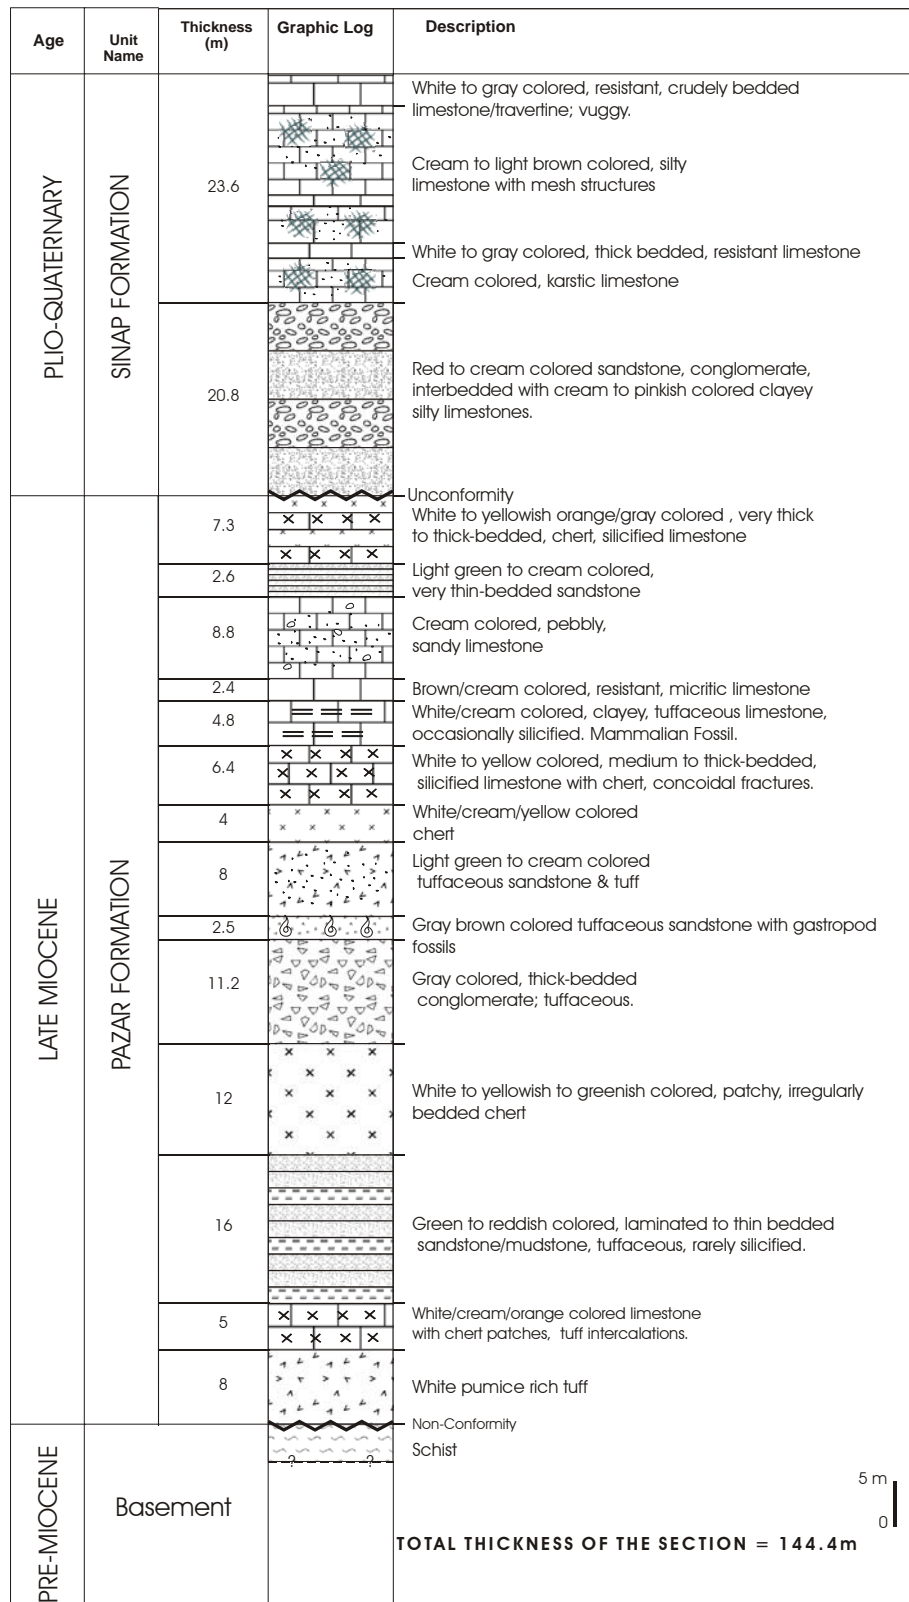 Age
Unit
Name
Thickness
(m)
Graphic Log
Description
PLIO-QUATERNARY
SINAP FORMATION
23.6
White to gray colored, resistant, crudely bedded
limestone/travertine; vuggy.
Cream to light brown colored, silty
limestone with mesh structures
White to gray colored, thick bedded, resistant limestone
Cream colored, karstic limestone
20.8
Red to cream colored sandstone, conglomerate,
interbedded with cream to pinkish colored clayey
silty limestones.
Unconformity
LATE MIOCENE
PAZAR FORMATION
7.3
White to yellowish orange/gray colored , very thick
to thick-bedded, chert, silicified limestone
2.6
Light green to cream colored,
very thin-bedded sandstone
8.8
Cream colored, pebbly,
sandy limestone
2.4
Brown/cream colored, resistant, micritic limestone
4.8
White/cream colored, clayey, tuffaceous limestone,
occasionally silicified. Mammalian Fossil.
6.4
White to yellow colored, medium to thick-bedded,
silicified limestone with chert, concoidal fractures.
4
White/cream/yellow colored
chert
8
Light green to cream colored
tuffaceous sandstone & tuff
2.5
Gray brown colored tuffaceous sandstone with gastropod
fossils
11.2
Gray colored, thick-bedded
conglomerate; tuffaceous.
12
White to yellowish to greenish colored, patchy, irregularly
bedded chert
16
Green to reddish colored, laminated to thin bedded
sandstone/mudstone, tuffaceous, rarely silicified.
5
White/cream/orange colored limestone
with chert patches, tuff intercalations.
8
White pumice rich tuff
Non-Conformity
PRE-MIOCENE
Basement
Schist
? ?
5 m
0
TOTAL THICKNESS OF THE SECTION = 144.4m